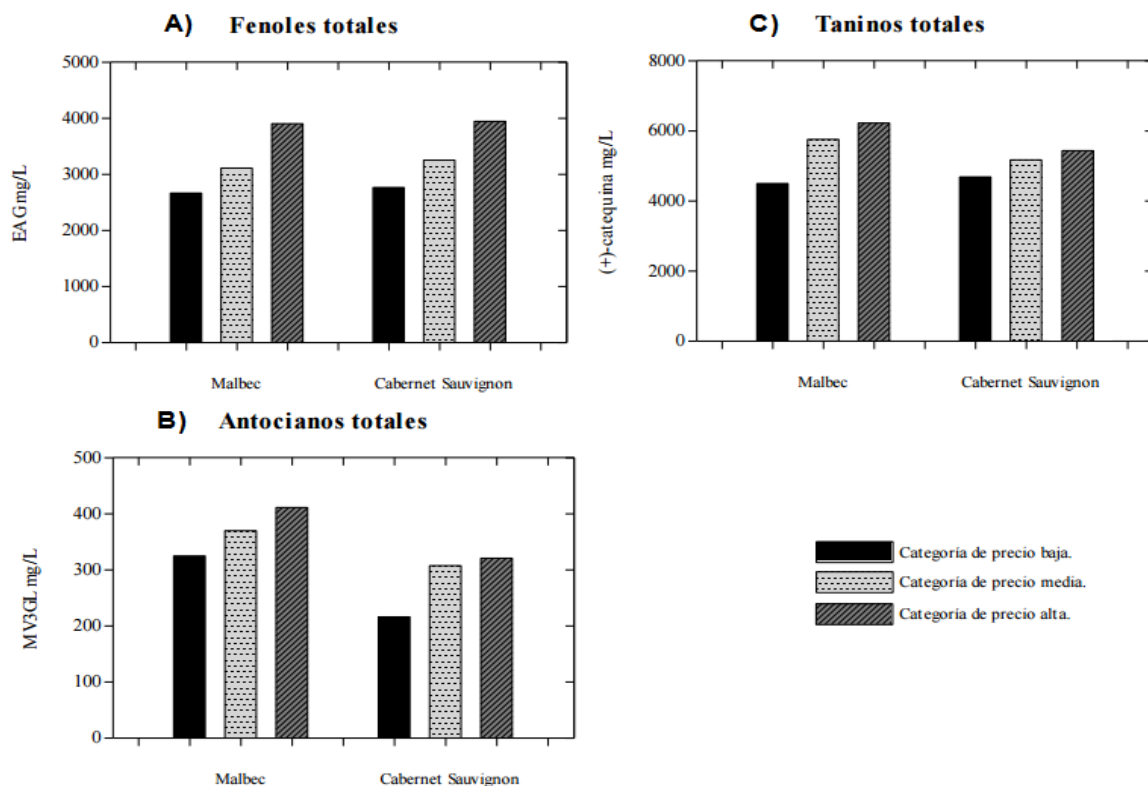 A) Fenoles totales
5000
4000
3000
2000
1000
0
EAG mg/L
Malbec Cabernet Sauvignon
C) Taninos totales
8000
6000
4000
2000
0
(+)-catequina mg/L
Malbec Cabernet Sauvignon
B) Antocianos totales
500
400
300
200
100
0
MV3GL mg/L
Malbec Cabernet Sauvignon
Categoría de precio baja.
Categoría de precio media.
Categoría de precio alta.